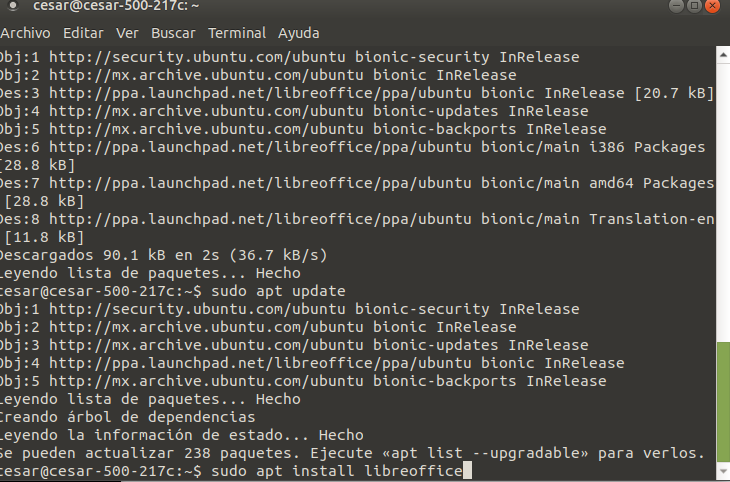 cesar@cesar-500-217c: ~
Archivo Editar Ver Buscar Terminal Ayuda
Obj:1 http://security.ubuntu.com/ubuntu bionic-security InRelease
Obj:2 http://mx.archive.ubuntu.com/ubuntu bionic InRelease
Des:3 http://ppa.launchpad.net/libreoffice/ppa/ubuntu bionic InRelease [20.7 kB]
Obj:4 http://mx.archive.ubuntu.com/ubuntu bionic-updates InRelease
Obj:5 http://mx.archive.ubuntu.com/ubuntu bionic-backports InRelease
Des:6 http://ppa.launchpad.net/libreoffice/ppa/ubuntu bionic/main i386 Packages
[28.8 kB]
Des:7 http://ppa.launchpad.net/libreoffice/ppa/ubuntu bionic/main amd64 Packages
[28.8 kB]
Des:8 http://ppa.launchpad.net/libreoffice/ppa/ubuntu bionic/main Translation-en
[11.8 kB]
Descargados 90.1 kB en 2s (36.7 kB/s)
Leyendo lista de paquetes... Hecho
cesar@cesar-500-217c:~$ sudo apt update
Obj:1 http://security.ubuntu.com/ubuntu bionic-security InRelease
Obj:2 http://mx.archive.ubuntu.com/ubuntu bionic InRelease
Obj:3 http://mx.archive.ubuntu.com/ubuntu bionic-updates InRelease
Obj:4 http://ppa.launchpad.net/libreoffice/ppa/ubuntu bionic InRelease
Obj:5 http://mx.archive.ubuntu.com/ubuntu bionic-backports InRelease
Leyendo lista de paquetes... Hecho
Creando árbol de dependencias
Leyendo la información de estado... Hecho
Se pueden actualizar 238 paquetes. Ejecute «apt list --upgradable» para verlos.
cesar@cesar-500-217c:~$ sudo apt install libreoffice